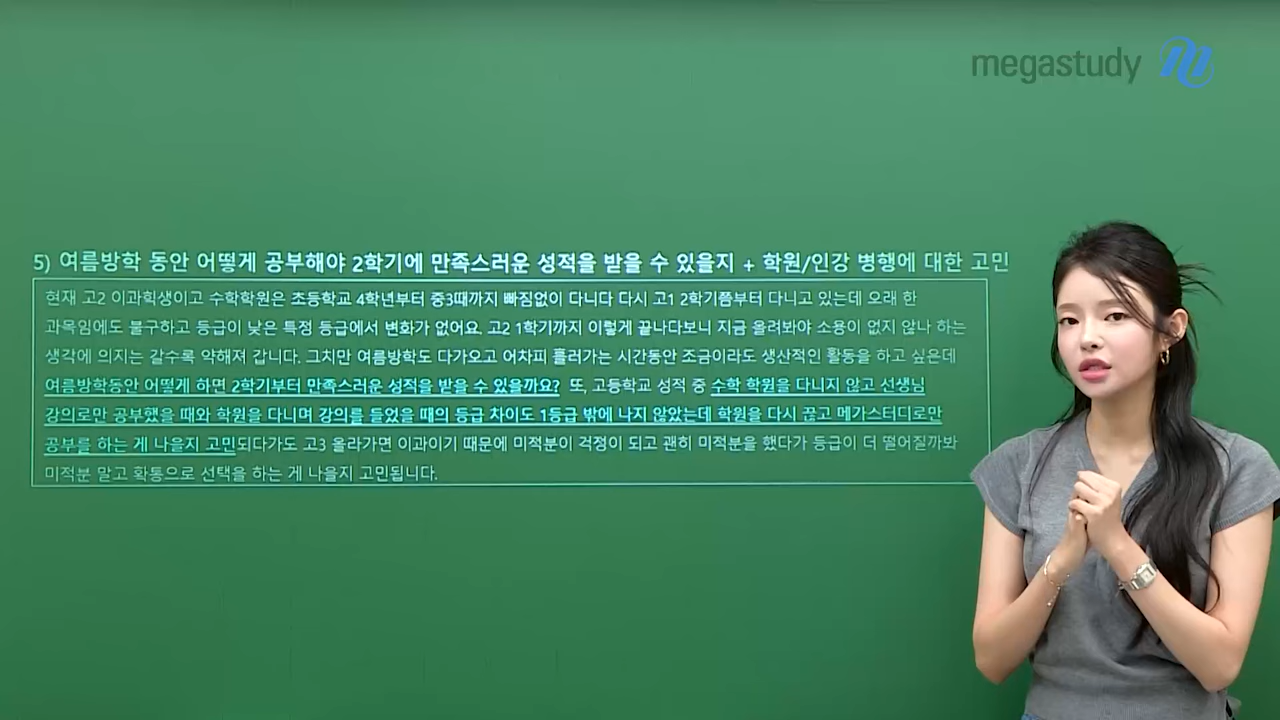 megastudy
5) 여름방학 동안 어떻게 공부해야 2학기에 만족스러운 성적을 받을 수 있을지 + 학원/인강 병행에 대한 고민
현재 고2 이과학생이고 수학학원은 초등학교 4학년부터 중3때까지 빠짐없이 다니다 다시 고1 2학기쯤부터 다니고 있는데 오래 한
과목임에도 불구하고 등급이 낮은 특정 등급에서 변화가 없어요. 고2 1학기까지 이렇게 끝나다보니 지금 올려봐야 소용이 없지 않나 하는
생각에 의지는 갈수록 약해져 갑니다. 그치만 여름방학도 다가오고 어차피 흘러가는 시간동안 조금이라도 생산적인 활동을 하고 싶은데
여름방학동안 어떻게 하면 2학기부터 만족스러운 성적을 받을 수 있을까요? 또, 고등학교 성적 중 수학 학원을 다니지 않고 선생님
강의로만 공부했을 때와 학원을 다니며 강의를 들었을 때의 등급 차이도 1등급 밖에 나지 않았는데 학원을 다시 끊고 메가스터디로만
공부를 하는 게 나을지 고민되다가도 고3 올라가면 이과이기 때문에 미적분이 걱정이 되고 괜히 미적분을 했다가 등급이 더 떨어질까봐
미적분 말고 확통으로 선택을 하는 게 나을지 고민됩니다.